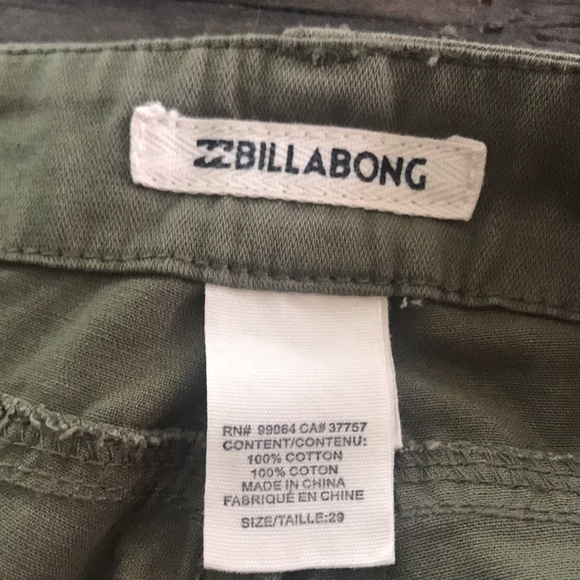 BILLABONG
RN# 99064 CA# 37757
CONTENT/CONTENU:
100% COTTON
100% COTON
MADE IN CHINA
FABRIQUÉ EN CHINE
SIZE/TAILLE:29